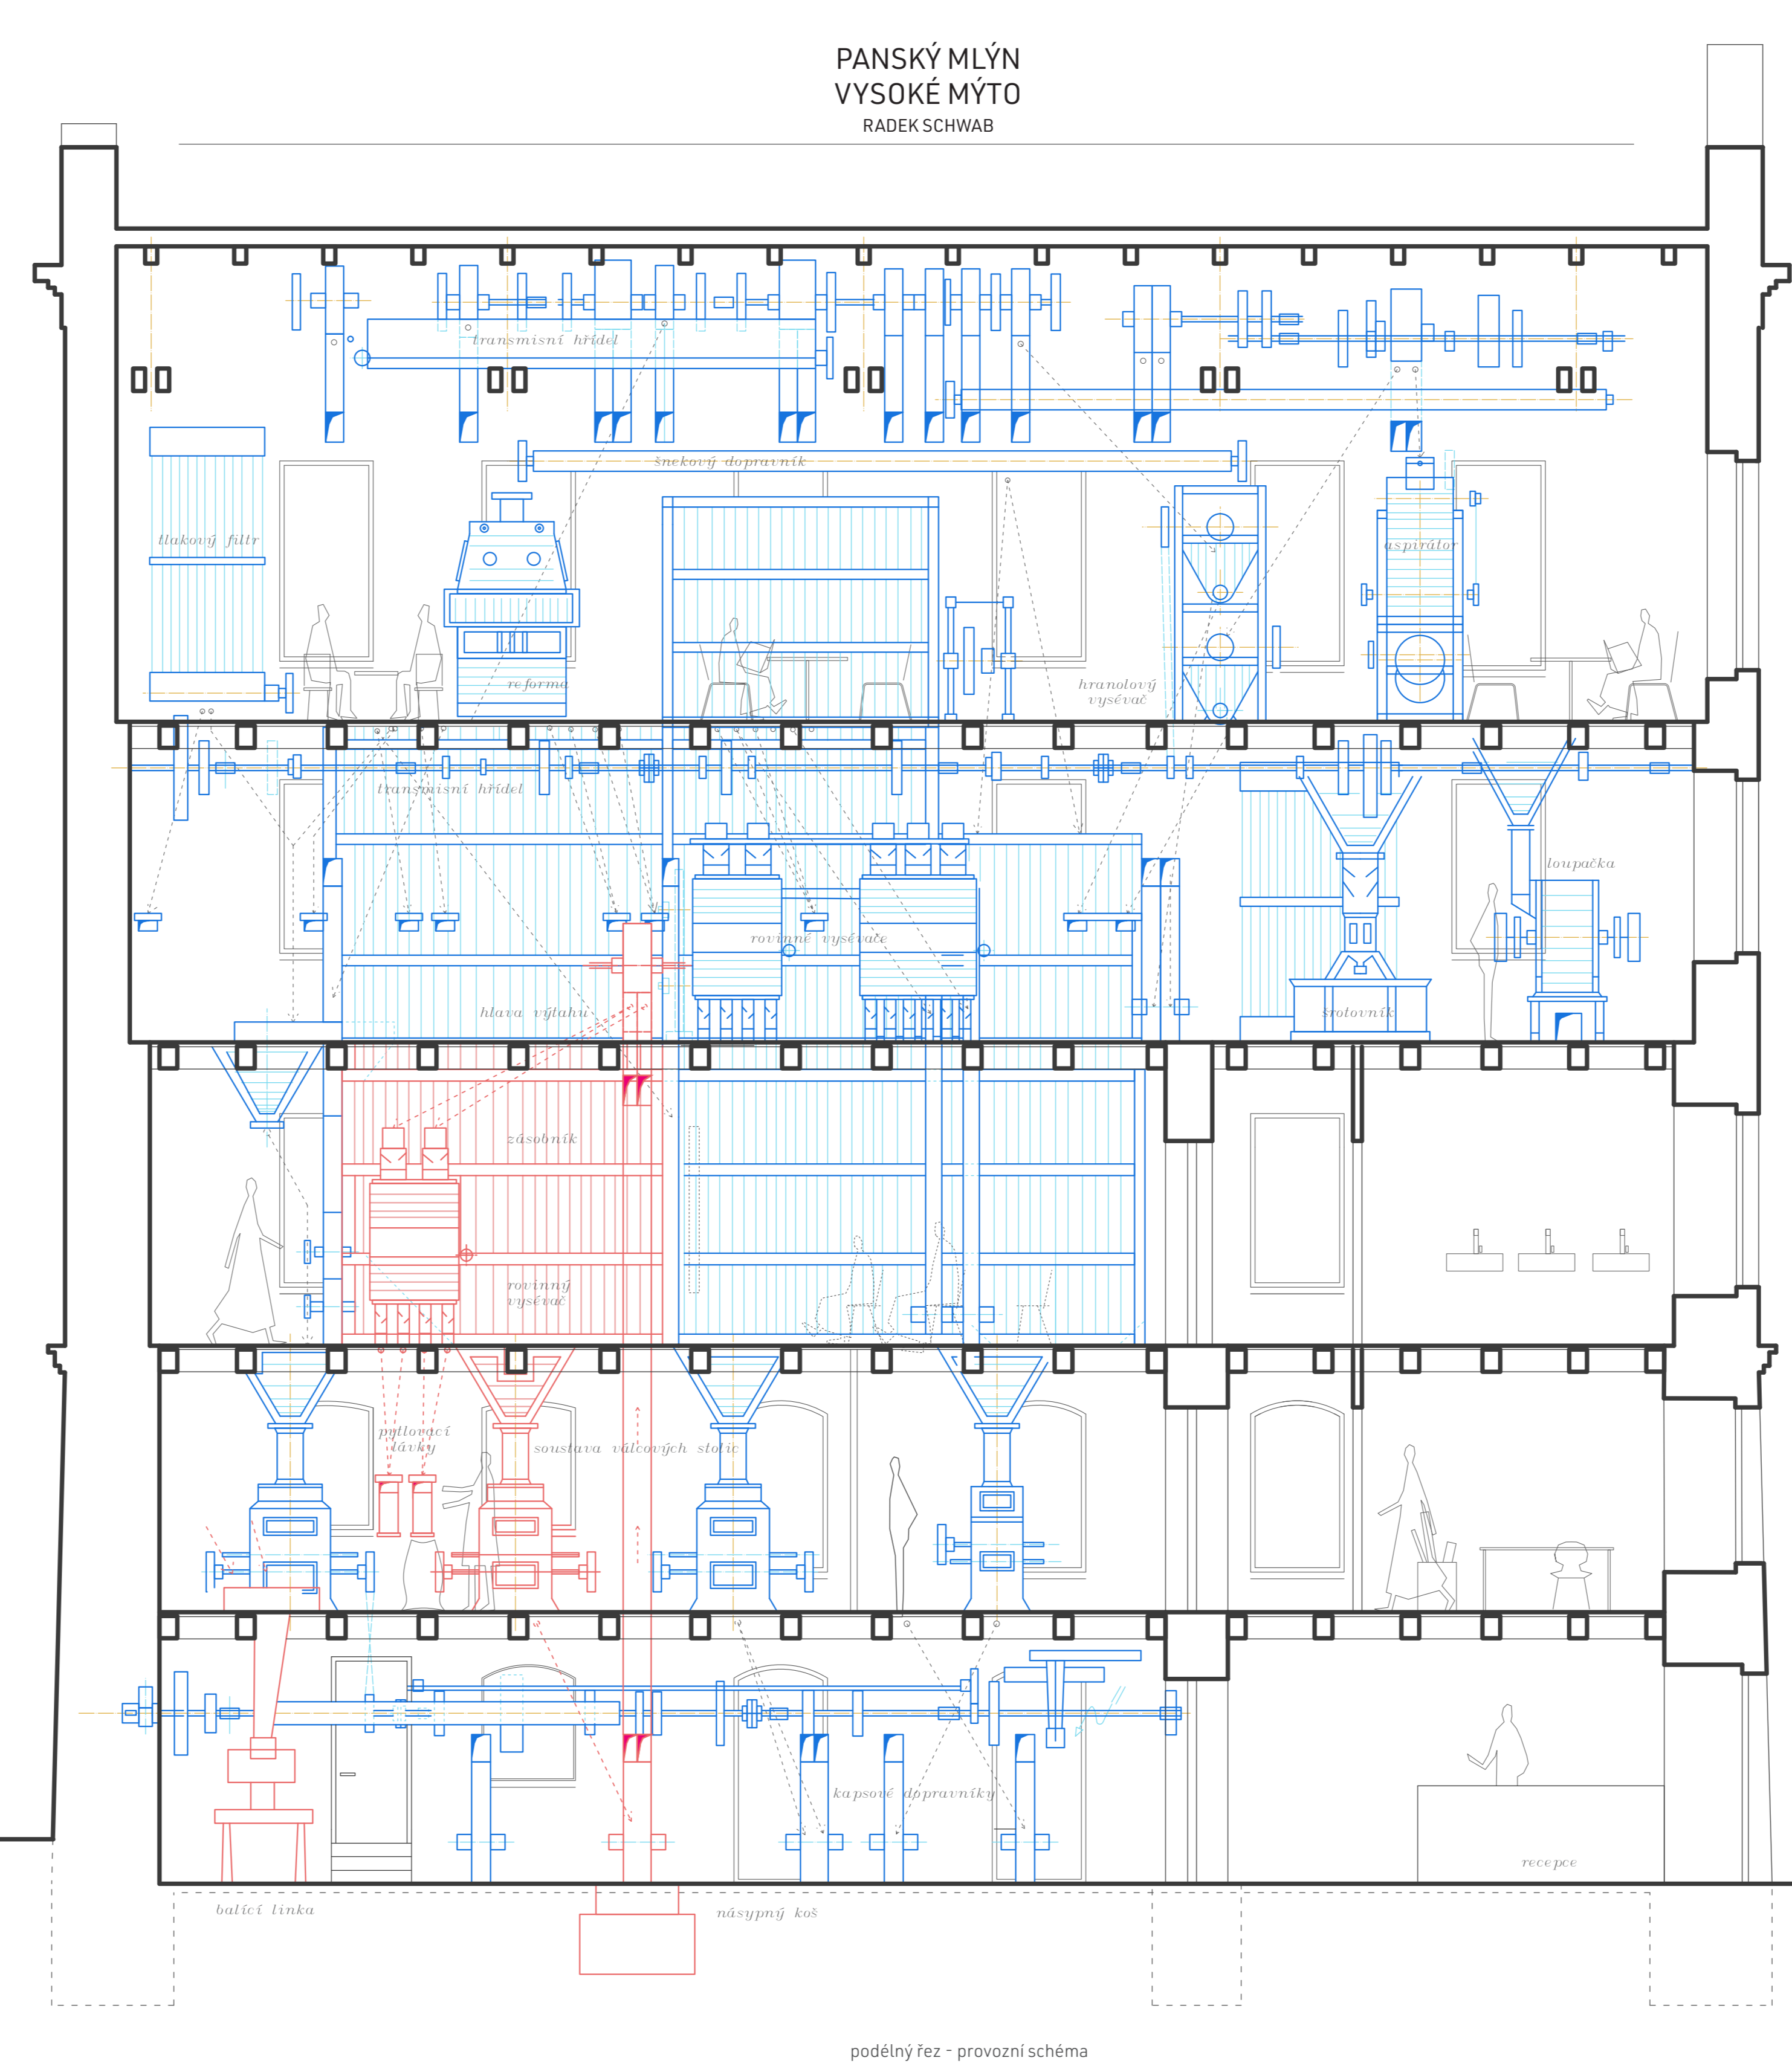 PANSKÝ MLÝN
VYSOKÉ MÝTO
RADEK SCHWAB
transmisní hřídel
šnekový dopravník
tlakový filtr
aspirátor
reforma
hranolový
vysévač
transmisní hřídel
loupačka
rovinné vysévače
hlava výtahu
šrotovník
zásobník
rovinný
vysévač
pytlovací
lávky
soustava válcových stolic
kapsové dopravníky
recepce
balící linka
násypný koš
podélný řez - provozní schéma